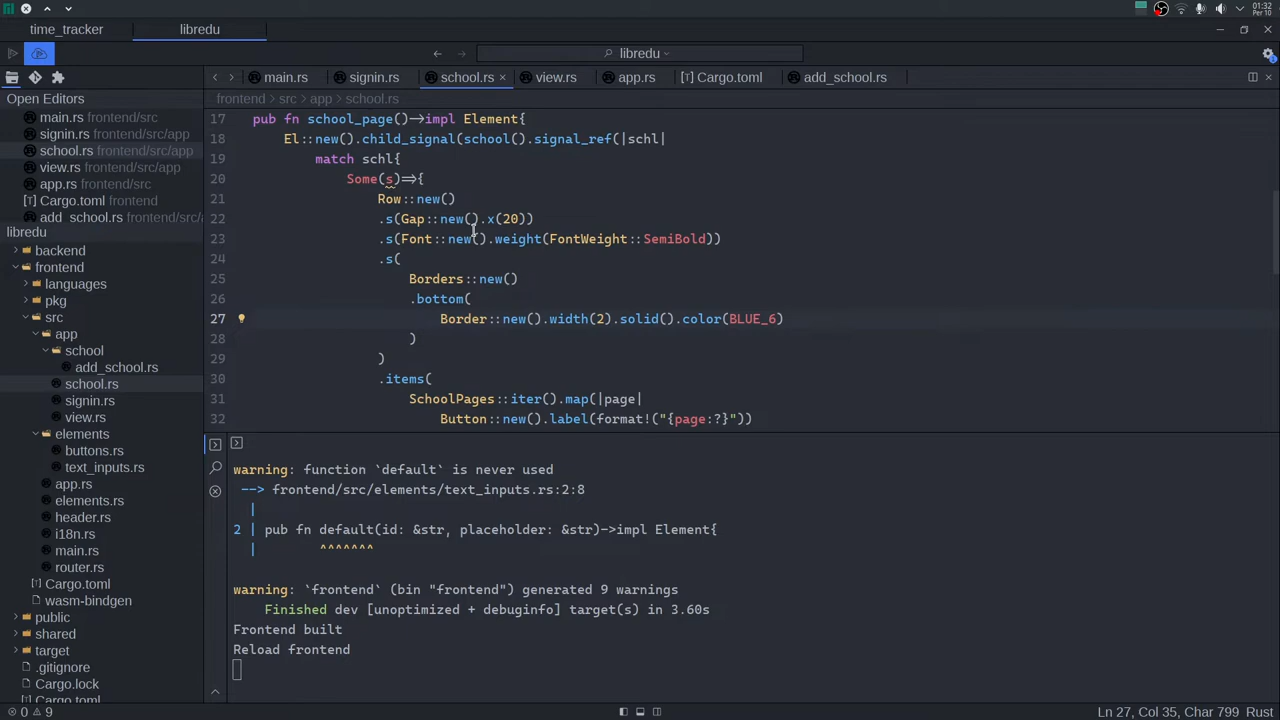 01:32
Per 10
time_tracker
libredu
libredu
main.rs
signin.rs
school.rs ×
view.rs
app.rs
Cargo.toml
add_school.rs
Open Editors
main.rs frontend/src
signin.rs frontend/src/app
school.rs frontend/src/app
view.rs frontend/src/app
app.rs frontend/src
Cargo.toml frontend
add_school.rs frontend/src/app
libredu
backend
frontend
languages
pkg
src
app
school
add_school.rs
school.rs
signin.rs
view.rs
elements
buttons.rs
text_inputs.rs
app.rs
elements.rs
header.rs
i18n.rs
main.rs
router.rs
Cargo.toml
wasm-bindgen
public
shared
target
.gitignore
Cargo.lock
Cargo.toml
frontend › src › app › school.rs
17 pub fn school_page()->impl Element{
18 El::new().child_signal(school().signal_ref(|schl|
19 match schl{
20 Some(s)=>{
21 Row::new()
22 .s(Gap::new().x(20))
23 .s(Font::new().weight(FontWeight::SemiBold))
24 .s(
25 Borders::new()
26 .bottom(
27 Border::new().width(2).solid().color(BLUE_6)
28 )
29 )
30 .items(
31 SchoolPages::iter().map(|page|
32 Button::new().label(format!("{page:?}"))
warning: function `default` is never used
--> frontend/src/elements/text_inputs.rs:2:8
|
2 | pub fn default(id: &str, placeholder: &str)->impl Element{
| ^^^^^^^
warning: `frontend` (bin "frontend") generated 9 warnings
Finished dev [unoptimized + debuginfo] target(s) in 3.60s
Frontend built
Reload frontend
0 9
Ln 27, Col 35, Char 799 Rust